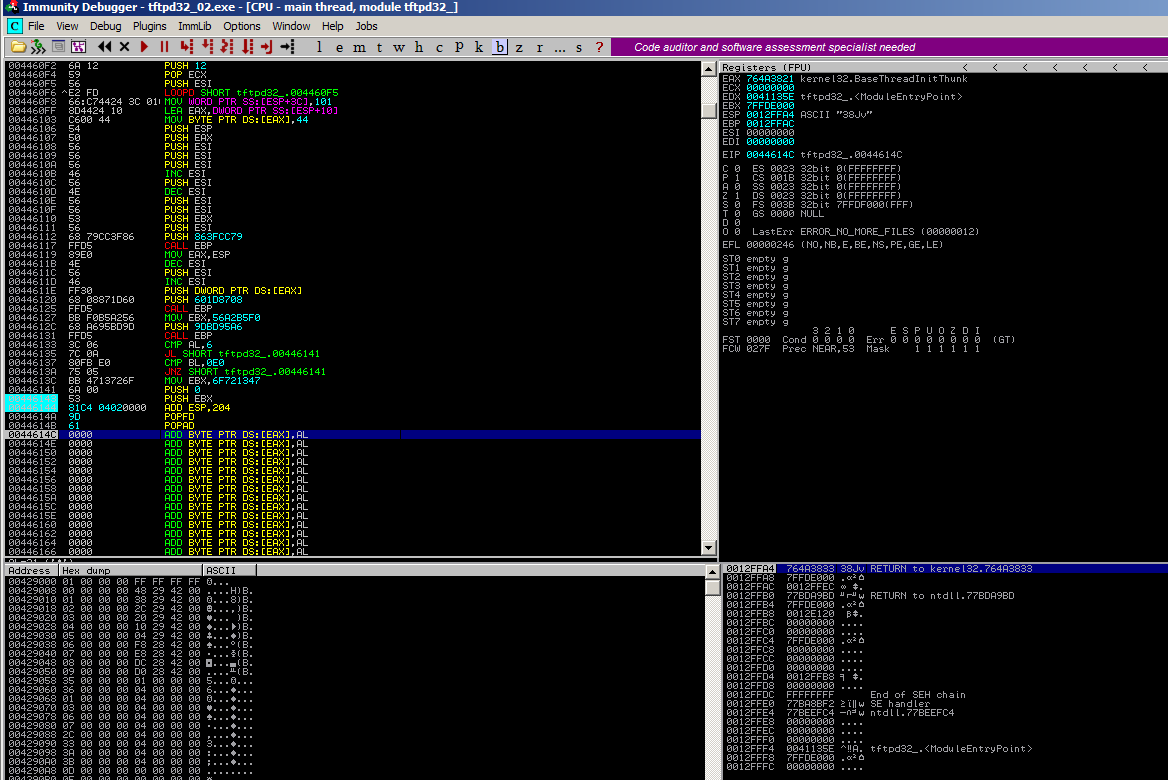 Immunity Debugger - tftpd32_02.exe - [CPU - main thread, module tftpd32_]
C File View Debug Plugins ImmLib Options Window Help Jobs
l e m t w h c p k b z r ... s ? Code auditor and software assessment specialist needed
004460F2 6A 12 PUSH 12
004460F4 59 POP ECX
004460F5 56 PUSH ESI
004460F6 ^E2 FD LOOPD SHORT tftpd32_.004460F5
004460F8 66:C74424 3C 010 MOV WORD PTR SS:[ESP+3C],101
004460FF 8D4424 10 LEA EAX,DWORD PTR SS:[ESP+10]
00446103 C600 44 MOV BYTE PTR DS:[EAX],44
00446106 54 PUSH ESP
00446107 50 PUSH EAX
00446108 56 PUSH ESI
00446109 56 PUSH ESI
0044610A 56 PUSH ESI
0044610B 46 INC ESI
0044610C 56 PUSH ESI
0044610D 4E DEC ESI
0044610E 56 PUSH ESI
0044610F 56 PUSH ESI
00446110 53 PUSH EBX
00446111 56 PUSH ESI
00446112 68 79CC3F86 PUSH 863FCC79
00446117 FFD5 CALL EBP
00446119 89E0 MOV EAX,ESP
0044611B 4E DEC ESI
0044611C 56 PUSH ESI
0044611D 46 INC ESI
0044611E FF30 PUSH DWORD PTR DS:[EAX]
00446120 68 08871D60 PUSH 601D8708
00446125 FFD5 CALL EBP
00446127 BB F0B5A256 MOV EBX,56A2B5F0
0044612C 68 A695BD9D PUSH 9DBD95A6
00446131 FFD5 CALL EBP
00446133 3C 06 CMP AL,6
00446135 7C 0A JL SHORT tftpd32_.00446141
00446137 80FB E0 CMP BL,0E0
0044613A 75 05 JNZ SHORT tftpd32_.00446141
0044613C BB 4713726F MOV EBX,6F721347
00446141 6A 00 PUSH 0
53 PUSH EBX
81C4 04020000 ADD ESP,204
0044614A 9D POPFD
0044614B 61 POPAD
0044614C 0000 ADD BYTE PTR DS:[EAX],AL
0044614E 0000 ADD BYTE PTR DS:[EAX],AL
00446150 0000 ADD BYTE PTR DS:[EAX],AL
00446152 0000 ADD BYTE PTR DS:[EAX],AL
00446154 0000 ADD BYTE PTR DS:[EAX],AL
00446156 0000 ADD BYTE PTR DS:[EAX],AL
00446158 0000 ADD BYTE PTR DS:[EAX],AL
0044615A 0000 ADD BYTE PTR DS:[EAX],AL
0044615C 0000 ADD BYTE PTR DS:[EAX],AL
0044615E 0000 ADD BYTE PTR DS:[EAX],AL
00446160 0000 ADD BYTE PTR DS:[EAX],AL
00446162 0000 ADD BYTE PTR DS:[EAX],AL
00446164 0000 ADD BYTE PTR DS:[EAX],AL
00446166 0000 ADD BYTE PTR DS:[EAX],AL
Registers (FPU) < < < < < < <
EAX 764A3821 kernel32.BaseThreadInitThunk
ECX 00000000
EDX 0041135E tftpd32_.<ModuleEntryPoint>
EBX 7FFDE000
ESP 0012FFA4 ASCII "38Jv"
EBP 0012FFAC
ESI 00000000
EDI 00000000
EIP 0044614C tftpd32_.0044614C
C 0 ES 0023 32bit 0(FFFFFFFF)
P 1 CS 001B 32bit 0(FFFFFFFF)
A 0 SS 0023 32bit 0(FFFFFFFF)
Z 1 DS 0023 32bit 0(FFFFFFFF)
S 0 FS 003B 32bit 7FFDF000(FFF)
T 0 GS 0000 NULL
D 0
O 0 LastErr ERROR_NO_MORE_FILES (00000012)
EFL 00000246 (NO,NB,E,BE,NS,PE,GE,LE)
ST0 empty g
ST1 empty g
ST2 empty g
ST3 empty g
ST4 empty g
ST5 empty g
ST6 empty g
ST7 empty g
3 2 1 0 E S P U O Z D I
FST 0000 Cond 0 0 0 0 Err 0 0 0 0 0 0 0 0 (GT)
FCW 027F Prec NEAR,53 Mask 1 1 1 1 1 1
Address Hex dump ASCII
00429000 01 00 00 00 FF FF FF FF
00429008 00 00 00 00 48 29 42 00 ....H)B.
00429010 01 00 00 00 38 29 42 00
00429018 02 00 00 00 2C 29 42 00
00429020 03 00 00 00 20 29 42 00
00429028 04 00 00 00 10 29 42 00
00429030 05 00 00 00 04 29 42 00
00429038 06 00 00 00 F8 28 42 00
00429040 07 00 00 00 E8 28 42 00
00429048 08 00 00 00 DC 28 42 00
00429050 09 00 00 00 D0 28 42 00
00429058 35 00 00 00 01 00 00 00
00429060 36 00 00 00 04 00 00 00
00429068 01 00 00 00 04 00 00 00
00429070 03 00 00 00 04 00 00 00
00429078 06 00 00 00 04 00 00 00
00429080 07 00 00 00 04 00 00 00
00429088 2C 00 00 00 04 00 00 00
00429090 33 00 00 00 04 00 00 00
00429098 3A 00 00 00 04 00 00 00
004290A0 3B 00 00 00 04 00 00 00
004290A8 0D 00 00 00 04 00 00 00
0012FFA4 764A3833 38Jv RETURN to kernel32.764A3833
0012FFA8 7FFDE000
0012FFAC 0012FFEC
0012FFB0 77BDA9BD RETURN to ntdll.77BDA9BD
0012FFB4 7FFDE000
0012FFB8 0012E120
0012FFBC 00000000 ....
0012FFC0 00000000 ....
0012FFC4 7FFDE000
0012FFC8 00000000 ....
0012FFCC 00000000 ....
0012FFD0 00000000 ....
0012FFD4 0012FFB8
0012FFD8 00000000 ....
0012FFDC FFFFFFFF End of SEH chain
0012FFE0 77BA8BF2 SE handler
0012FFE4 77BEEFC4 ntdll.77BEEFC4
0012FFE8 00000000 ....
0012FFEC 00000000 ....
0012FFF0 00000000 ....
0012FFF4 0041135E tftpd32_.<ModuleEntryPoint>
0012FFF8 7FFDE000
0012FFFC 00000000 ....